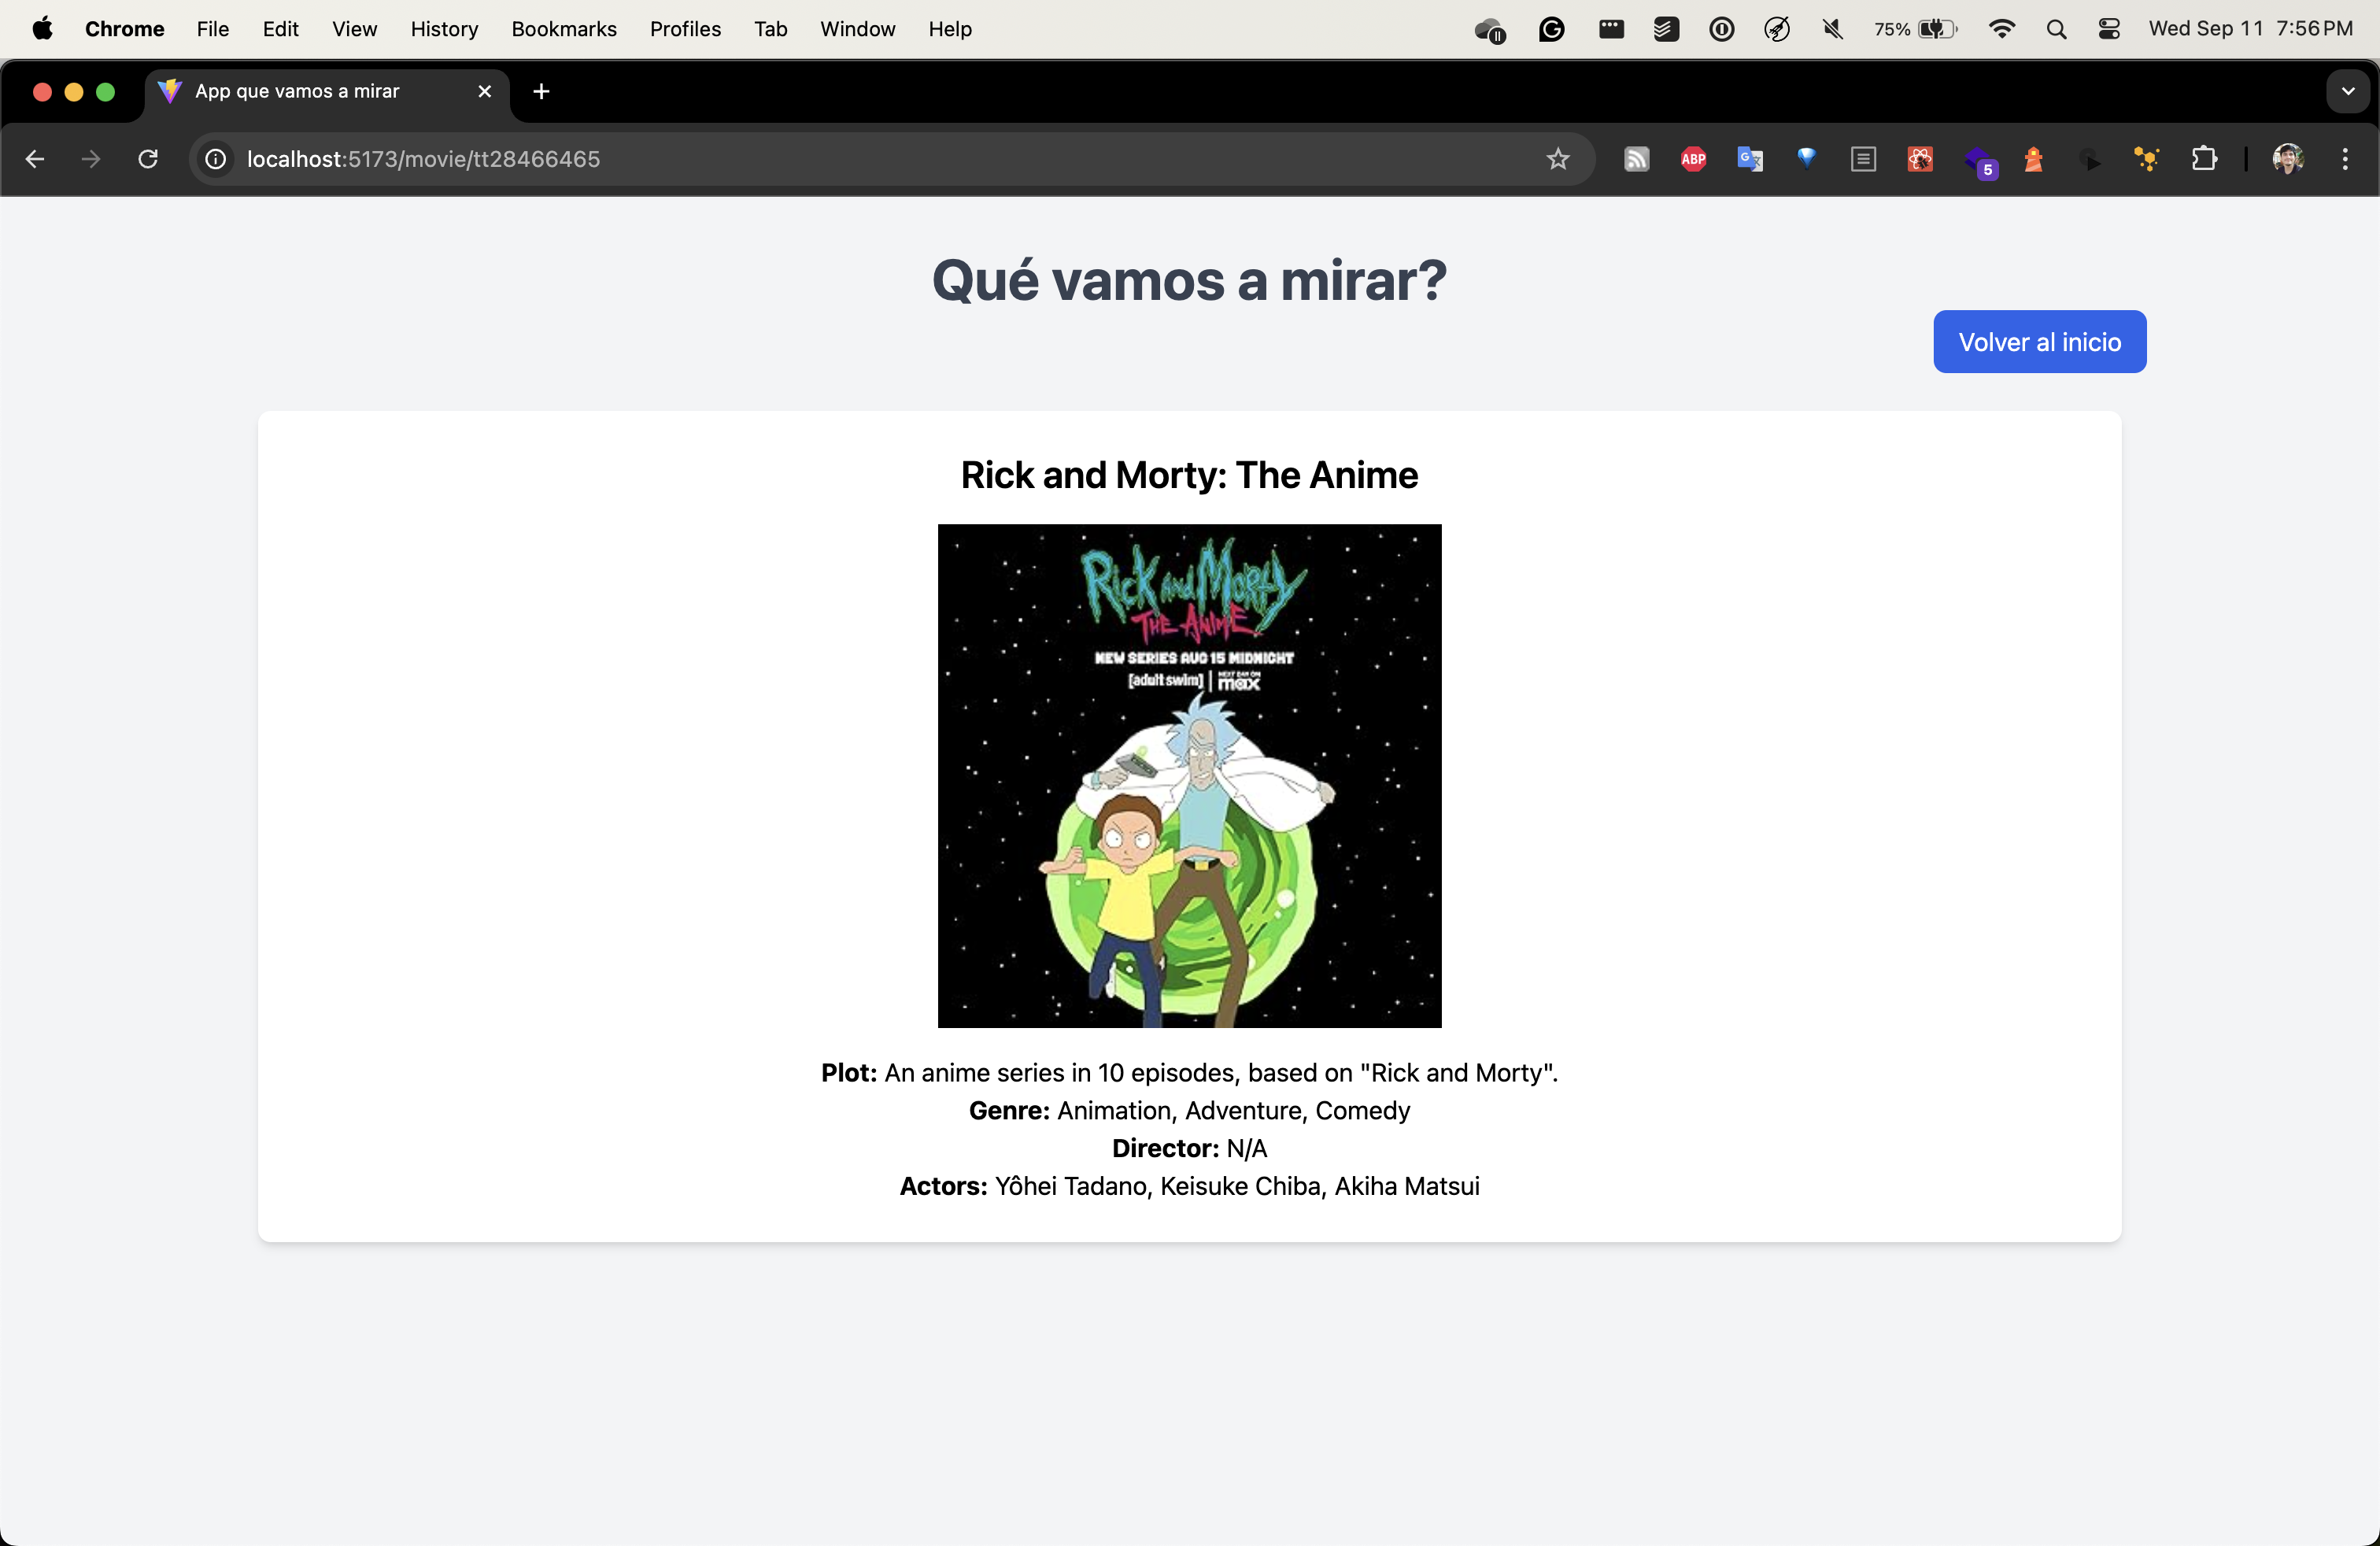 Chrome File Edit View History Bookmarks Profiles Tab Window Help 75% Wed Sep 11 7:56 PM
App que vamos a mirar
localhost:5173/movie/tt28466465 ABP G 5
Qué vamos a mirar?
Volver al inicio
Rick and Morty: The Anime
Rick and Morty
THE ANIME
NEW SERIES AUG 15 MIDNIGHT
[adult swim] | NEXT DAY ON max
Plot: An anime series in 10 episodes, based on "Rick and Morty".
Genre: Animation, Adventure, Comedy
Director: N/A
Actors: Yôhei Tadano, Keisuke Chiba, Akiha Matsui